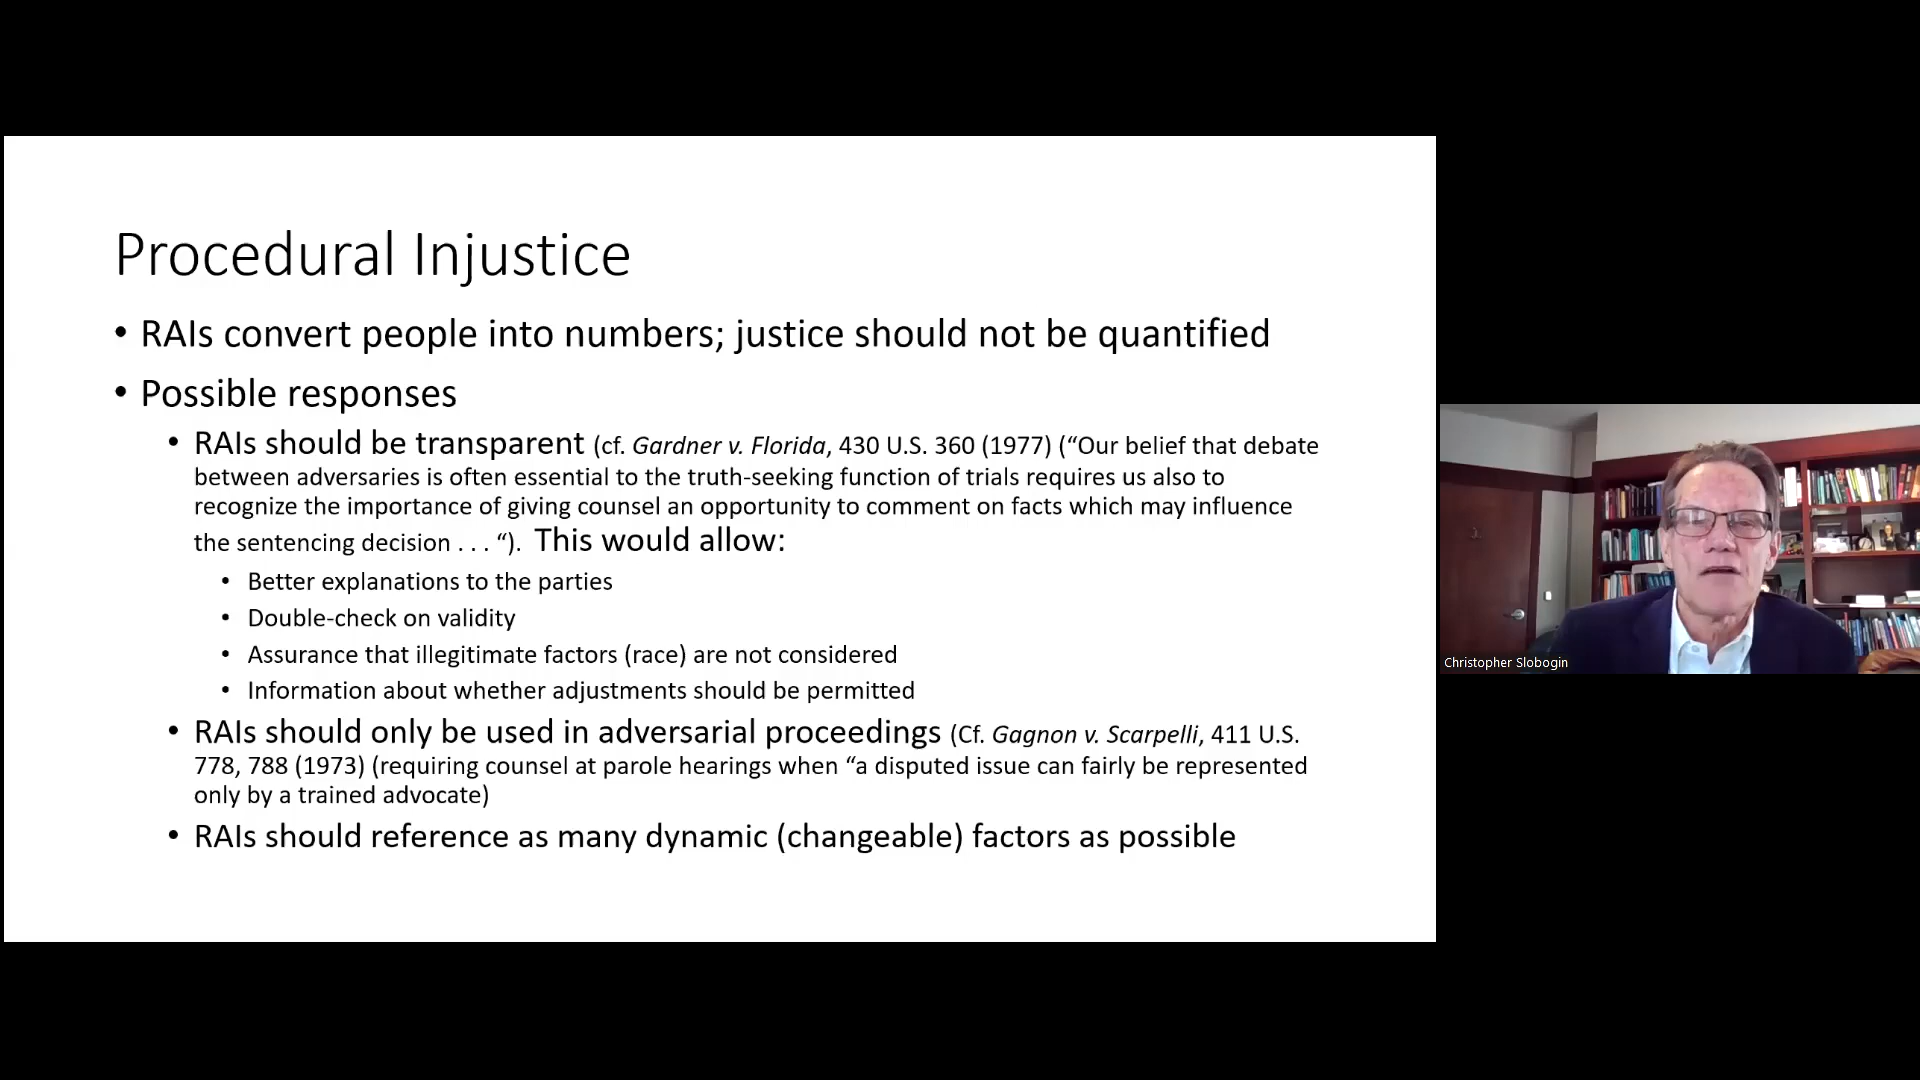 Procedural Injustice
• RAIs convert people into numbers; justice should not be quantified
• Possible responses
• RAIs should be transparent (cf. Gardner v. Florida, 430 U.S. 360 (1977) (“Our belief that debate
between adversaries is often essential to the truth-seeking function of trials requires us also to
recognize the importance of giving counsel an opportunity to comment on facts which may influence
the sentencing decision . . . “). This would allow:
• Better explanations to the parties
• Double-check on validity
• Assurance that illegitimate factors (race) are not considered
• Information about whether adjustments should be permitted
• RAIs should only be used in adversarial proceedings (Cf. Gagnon v. Scarpelli, 411 U.S.
778, 788 (1973) (requiring counsel at parole hearings when “a disputed issue can fairly be represented
only by a trained advocate)
• RAIs should reference as many dynamic (changeable) factors as possible
Christopher Slobogin